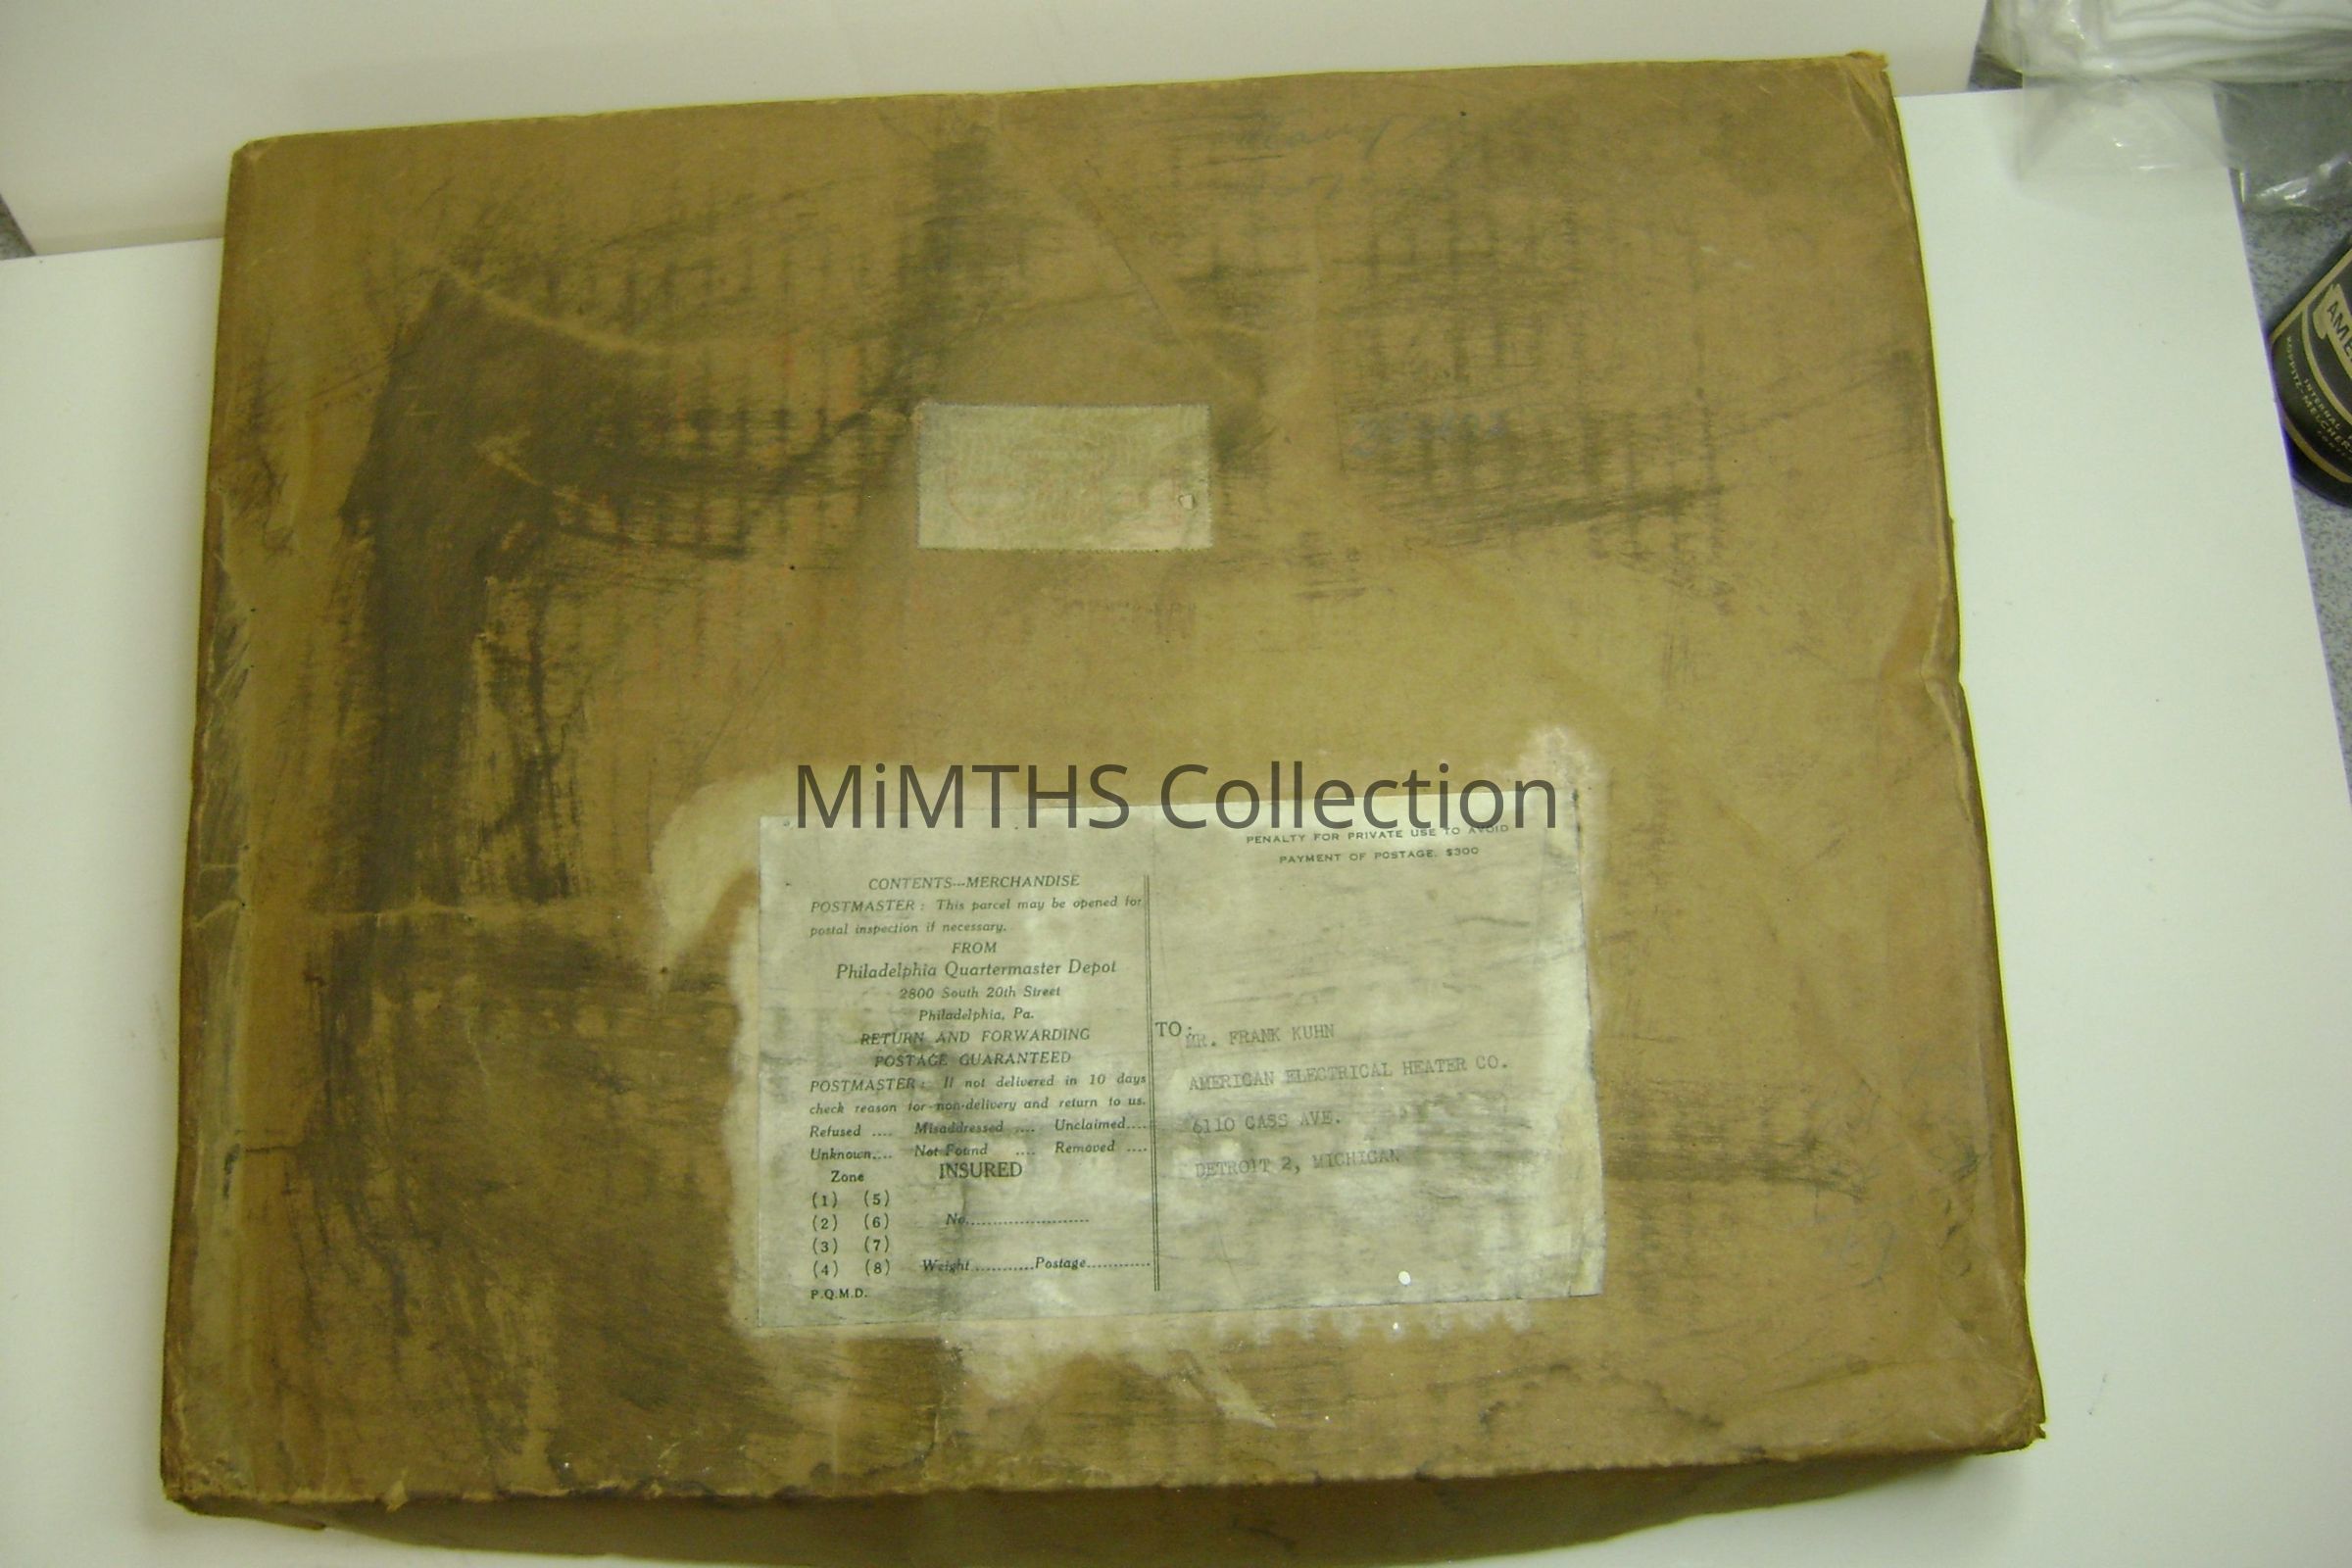 MiMTHS Collection
PENALTY FOR PRIVATE USE TO AVOID
PAYMENT OF POSTAGE, $300
CONTENTS---MERCHANDISE
POSTMASTER : This parcel may be opened for
postal inspection if necessary.
FROM
Philadelphia Quartermaster Depot
2800 South 20th Street
Philadelphia, Pa.
RETURN AND FORWARDING
POSTAGE GUARANTEED
POSTMASTER : If not delivered in 10 days
check reason for non-delivery and return to us.
Refused .... Misaddressed .... Unclaimed....
Unknown.... Not Found .... Removed ....
Zone INSURED
(1) (5)
(2) (6) No.......................
(3) (7)
(4) (8) Weight ...........Postage............
P.Q.M.D.
TO:
MR. FRANK KUHN
AMERICAN ELECTRICAL HEATER CO.
6110 CASS AVE.
DETROIT 2, MICHIGAN
AME
INTERNAL